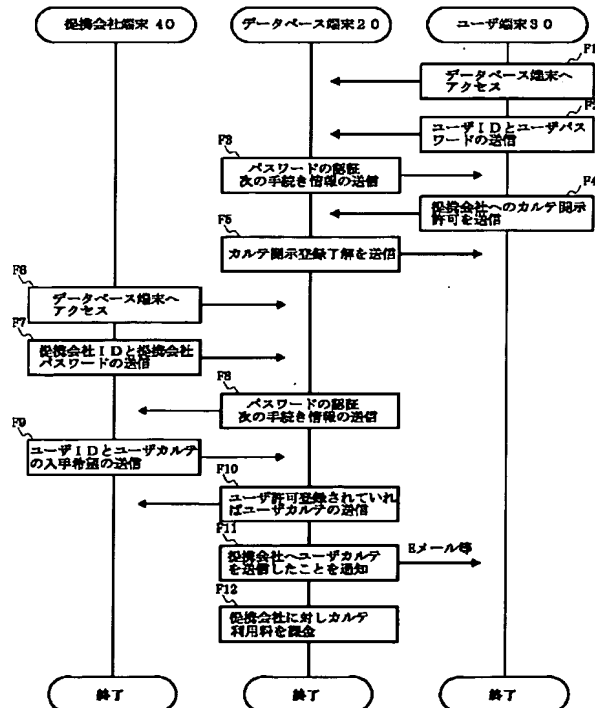 提携会社端末 40
データベース端末20
ユーザ端末30
F1
データベース端末へ
アクセス
F2
ユーザIDとユーザパス
ワードの送信
F3
パスワードの認証
次の手続き情報の送信
F4
提携会社へのカルテ開示
許可を送信
F5
カルテ開示登録了解を送信
F6
データベース端末へ
アクセス
F7
提携会社IDと提携会社
パスワードの送信
F8
パスワードの認証
次の手続き情報の送信
F9
ユーザIDとユーザカルテ
の入手希望の送信
F10
ユーザ許可登録されていれ
ばユーザカルテの送信
F11
提携会社へユーザカルテ
を送信したことを通知
Eメール等
F12
提携会社に対しカルテ
利用料を課金
終了
終了
終了